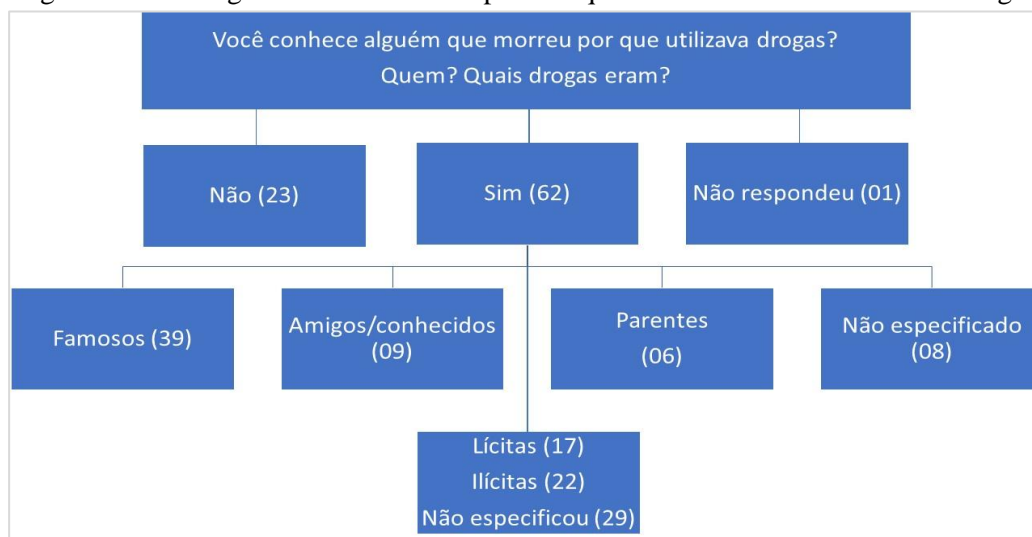 Você conhece alguém que morreu por que utilizava drogas?
Quem? Quais drogas eram?
Não (23)
Sim (62)
Não respondeu (01)
Famosos (39)
Amigos/conhecidos
(09)
Parentes
(06)
Não especificado
(08)
Lícitas (17)
Ilícitas (22)
Não especificou (29)